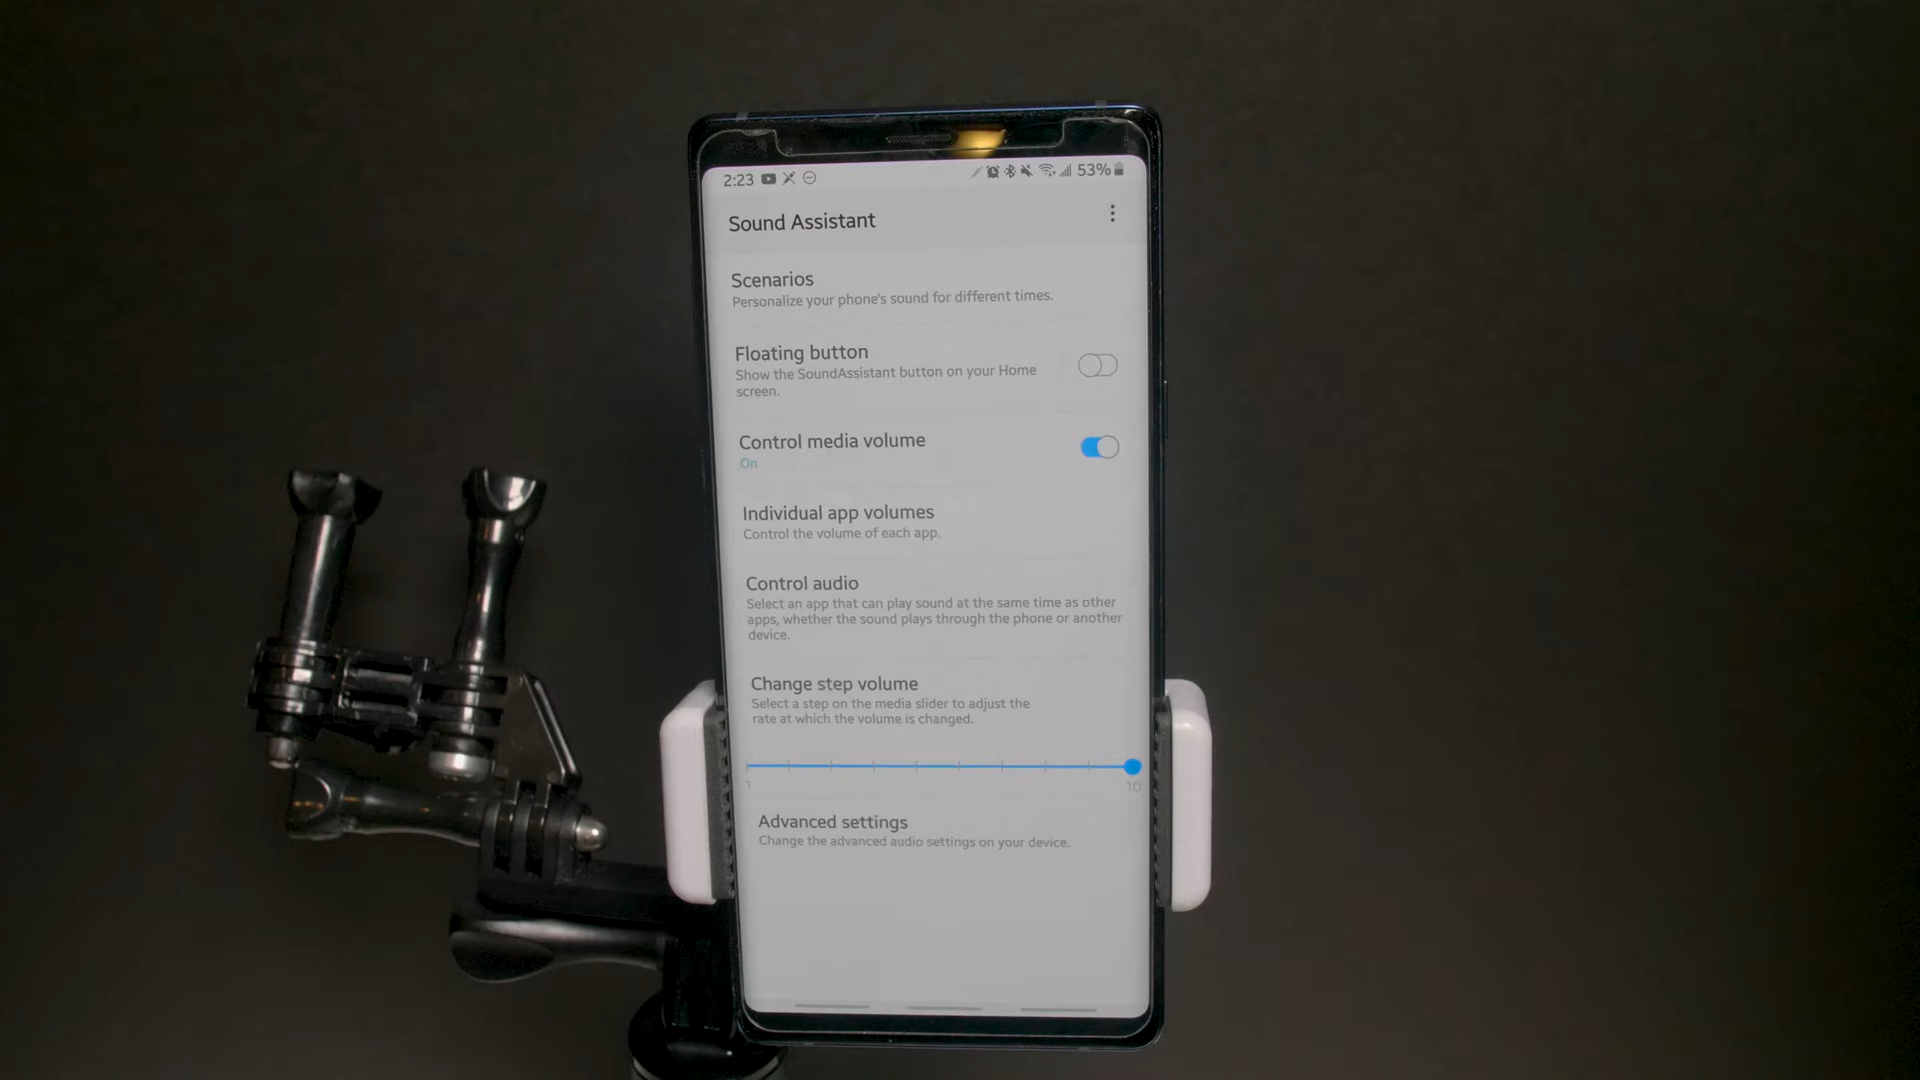 2:23
53%
Sound Assistant
Scenarios
Personalize your phone's sound for different times.
Floating button
Show the SoundAssistant button on your Home
screen.
Control media volume
On
Individual app volumes
Control the volume of each app.
Control audio
Select an app that can play sound at the same time as other
apps, whether the sound plays through the phone or another
device.
Change step volume
Select a step on the media slider to adjust the
rate at which the volume is changed.
1
10
Advanced settings
Change the advanced audio settings on your device.